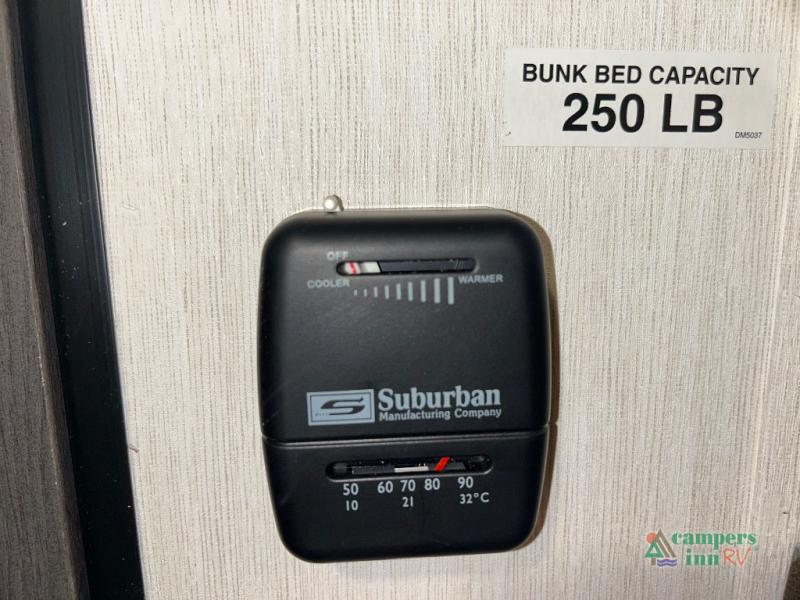 BUNK BED CAPACITY
250 LB
DM5037
OFF
COOLER WARMER
S Suburban
Manufacturing Company
50 60 70 80 90
10 21 32°C
campers
inn RV